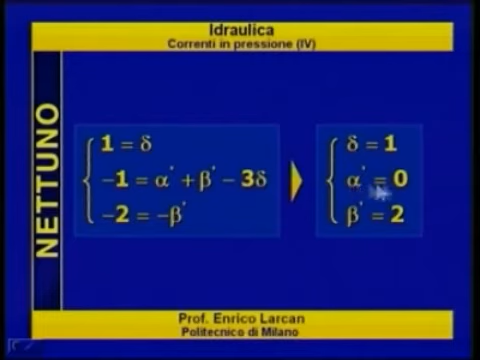 Idraulica
Correnti in pressione (IV)
NETTUNO
1 = δ
-1 = α' + β' - 3δ
-2 = -β'
δ = 1
α' = 0
β' = 2
Prof. Enrico Larcan
Politecnico di Milano